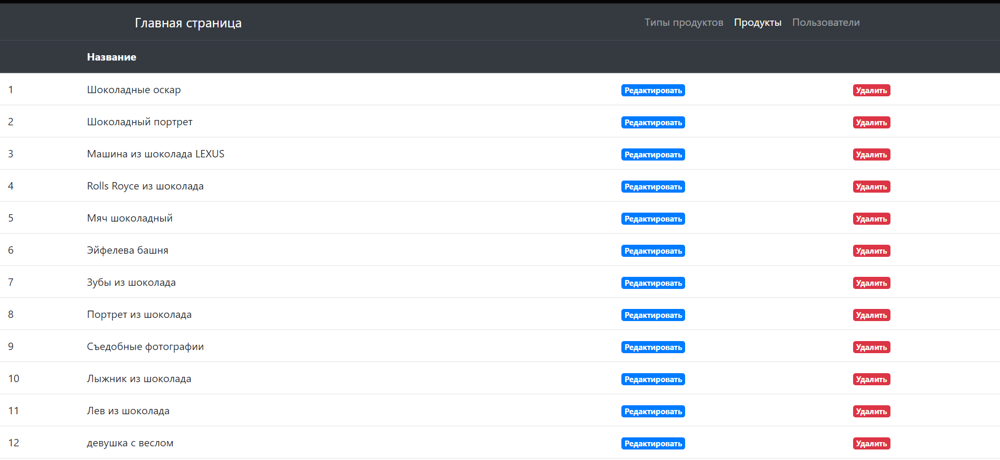 Главная страница Типы продуктов Продукты Пользователи
Название
1 Шоколадные оскар Редактировать Удалить
2 Шоколадный портрет Редактировать Удалить
3 Машина из шоколада LEXUS Редактировать Удалить
4 Rolls Royce из шоколада Редактировать Удалить
5 Мяч шоколадный Редактировать Удалить
6 Эйфелева башня Редактировать Удалить
7 Зубы из шоколада Редактировать Удалить
8 Портрет из шоколада Редактировать Удалить
9 Съедобные фотографии Редактировать Удалить
10 Лыжник из шоколада Редактировать Удалить
11 Лев из шоколада Редактировать Удалить
12 девушка с веслом Редактировать Удалить